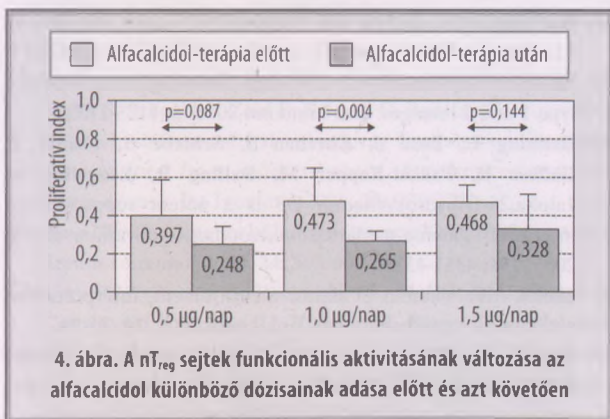 Alfacalcidol-terápia előtt Alfacalcidol-terápia után
Proliferatív index
1,0
0,8
0,6
0,4
0,2
0
p=0,087 p=0,004 p=0,144
0,397 0,248 0,473 0,265 0,468 0,328
0,5 µg/nap 1,0 µg/nap 1,5 µg/nap
4. ábra. A nTreg sejtek funkcionális aktivitásának változása az
alfacalcidol különböző dózisainak adása előtt és azt követően